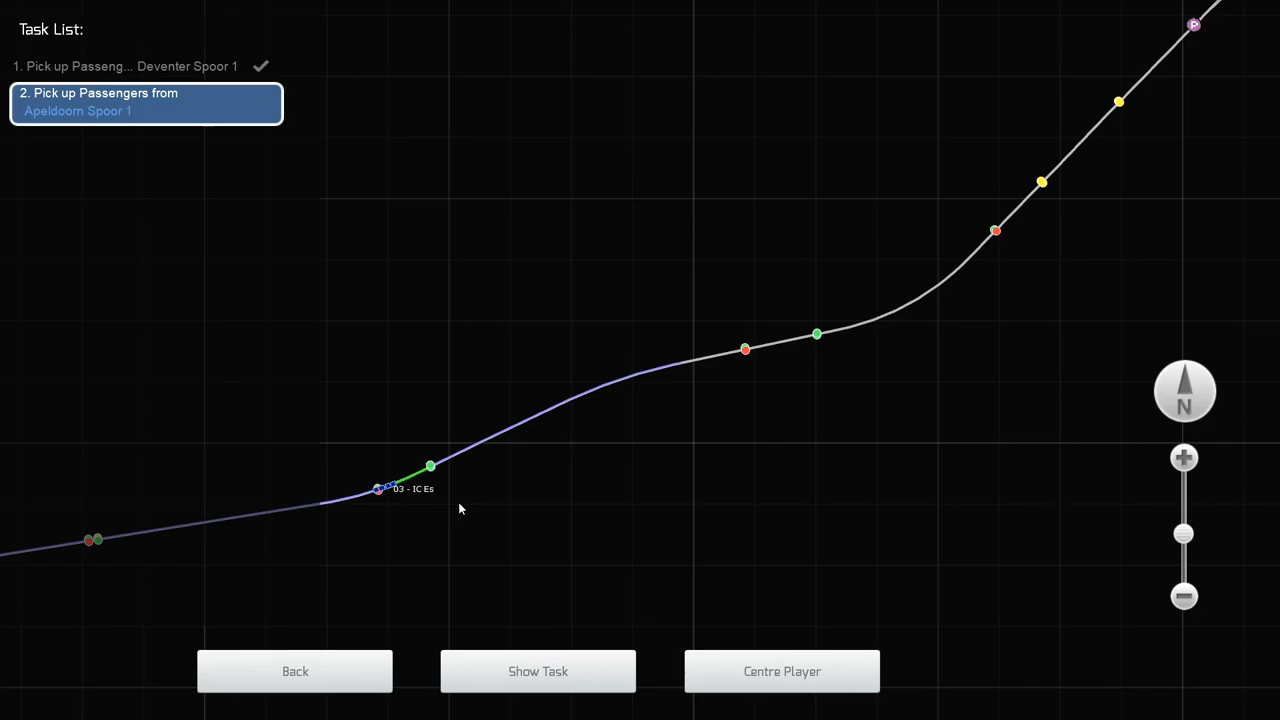 Task List:
1. Pick up Passeng... Deventer Spoor 1
2. Pick up Passengers from
Apeldoorn Spoor 1
P
03 - IC Es
N
Back
Show Task
Centre Player